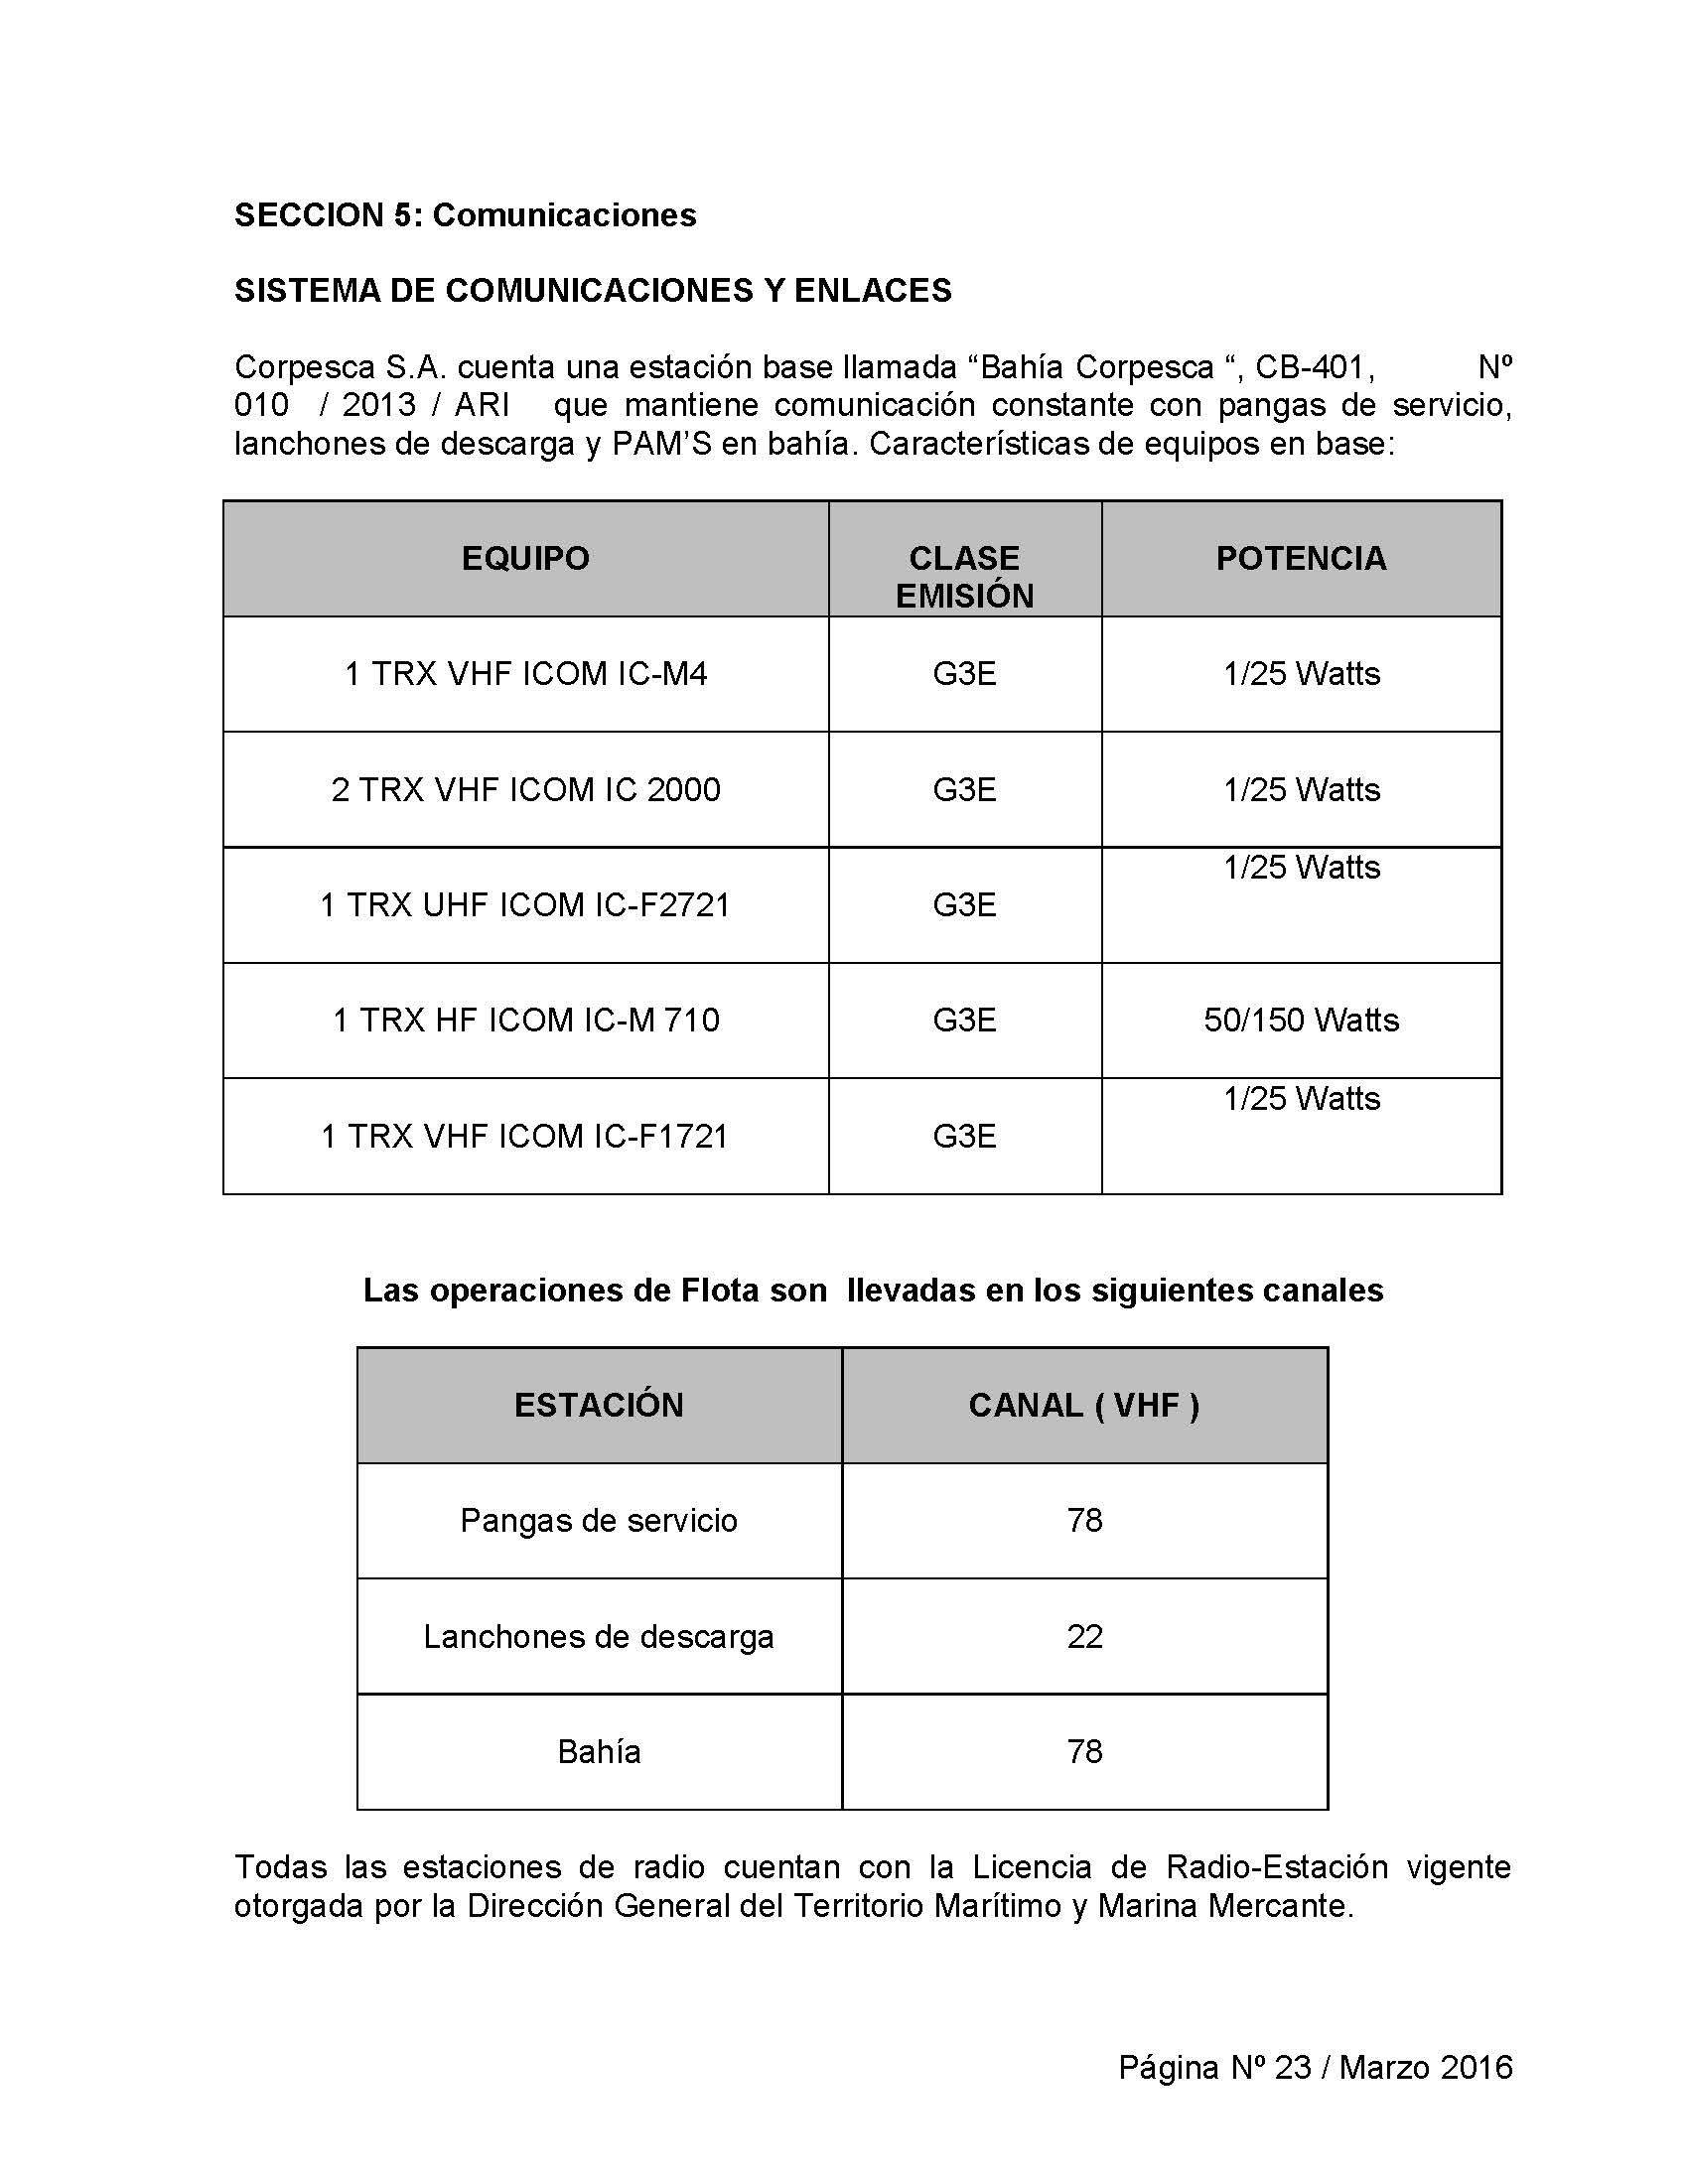 SECCION 5: Comunicaciones
SISTEMA DE COMUNICACIONES Y ENLACES
Corpesca S.A. cuenta una estación base llamada “Bahía Corpesca “, CB-401, Nº
010 / 2013 / ARI que mantiene comunicación constante con pangas de servicio,
lanchones de descarga y PAM’S en bahía. Características de equipos en base:
EQUIPO CLASE EMISIÓN POTENCIA
1 TRX VHF ICOM IC-M4 G3E 1/25 Watts
2 TRX VHF ICOM IC 2000 G3E 1/25 Watts
1 TRX UHF ICOM IC-F2721 G3E 1/25 Watts
1 TRX HF ICOM IC-M 710 G3E 50/150 Watts
1 TRX VHF ICOM IC-F1721 G3E 1/25 Watts
Las operaciones de Flota son llevadas en los siguientes canales
ESTACIÓN CANAL ( VHF )
Pangas de servicio 78
Lanchones de descarga 22
Bahía 78
Todas las estaciones de radio cuentan con la Licencia de Radio-Estación vigente
otorgada por la Dirección General del Territorio Marítimo y Marina Mercante.
Página Nº 23 / Marzo 2016